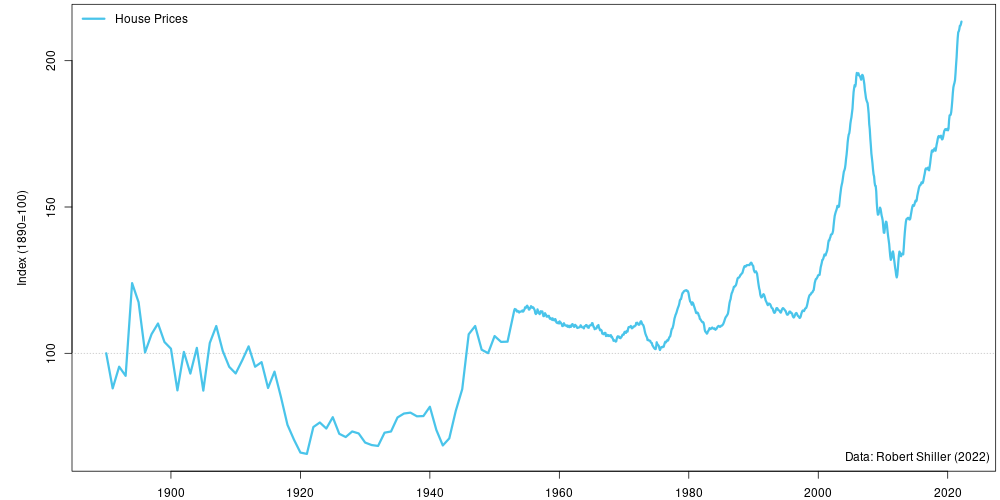 House Prices
Index (1890=100)
200
150
100
Data: Robert Shiller (2022)
1900 1920 1940 1960 1980 2000 2020